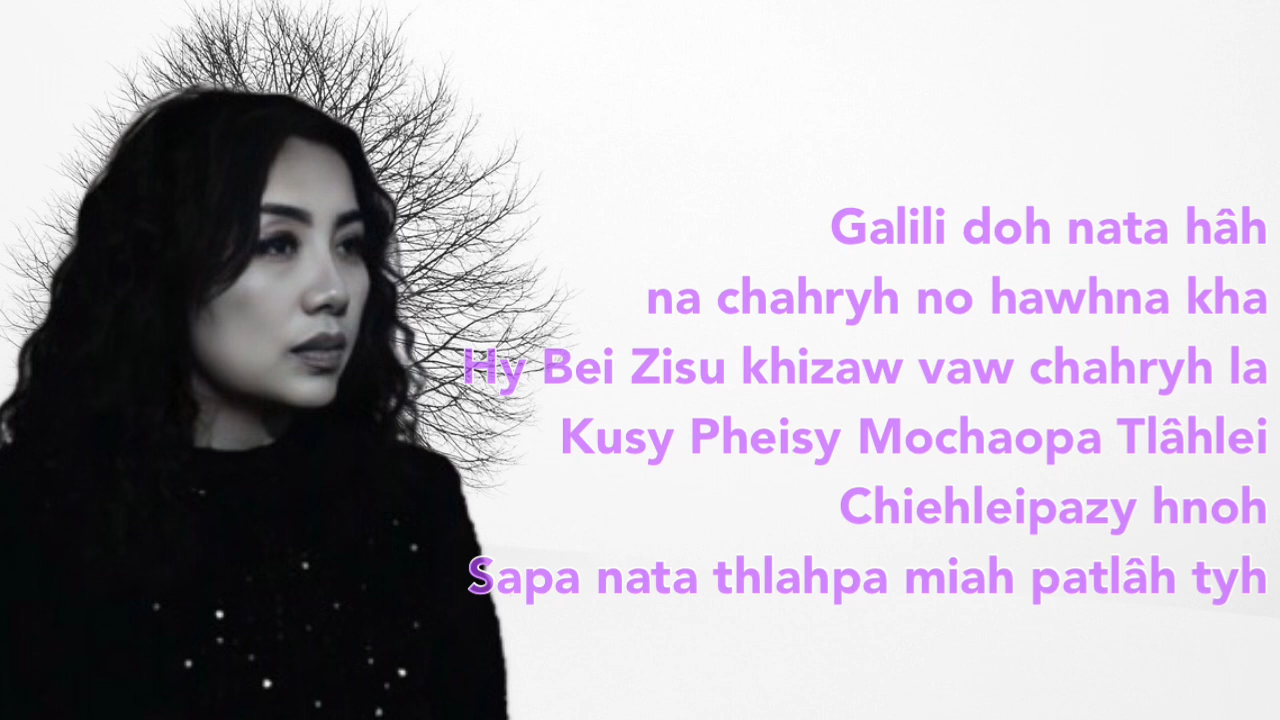 Galili doh nata hâh
na chahryh no hawhna kha
Hy Bei Zisu khizaw vaw chahryh la
Kusy Pheisy Mochaopa Tlâhlei
Chiehleipazy hnoh
Sapa nata thlahpa miah patlâh tyh